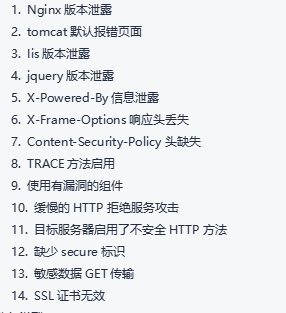 1. Nginx 版本泄露
2. tomcat 默认报错页面
3. Iis 版本泄露
4. jquery 版本泄露
5. X-Powered-By 信息泄露
6. X-Frame-Options 响应头丢失
7. Content-Security-Policy 头缺失
8. TRACE 方法启用
9. 使用有漏洞的组件
10. 缓慢的 HTTP 拒绝服务攻击
11. 目标服务器启用了不安全 HTTP 方法
12. 缺少 secure 标识
13. 敏感数据 GET 传输
14. SSL 证书无效